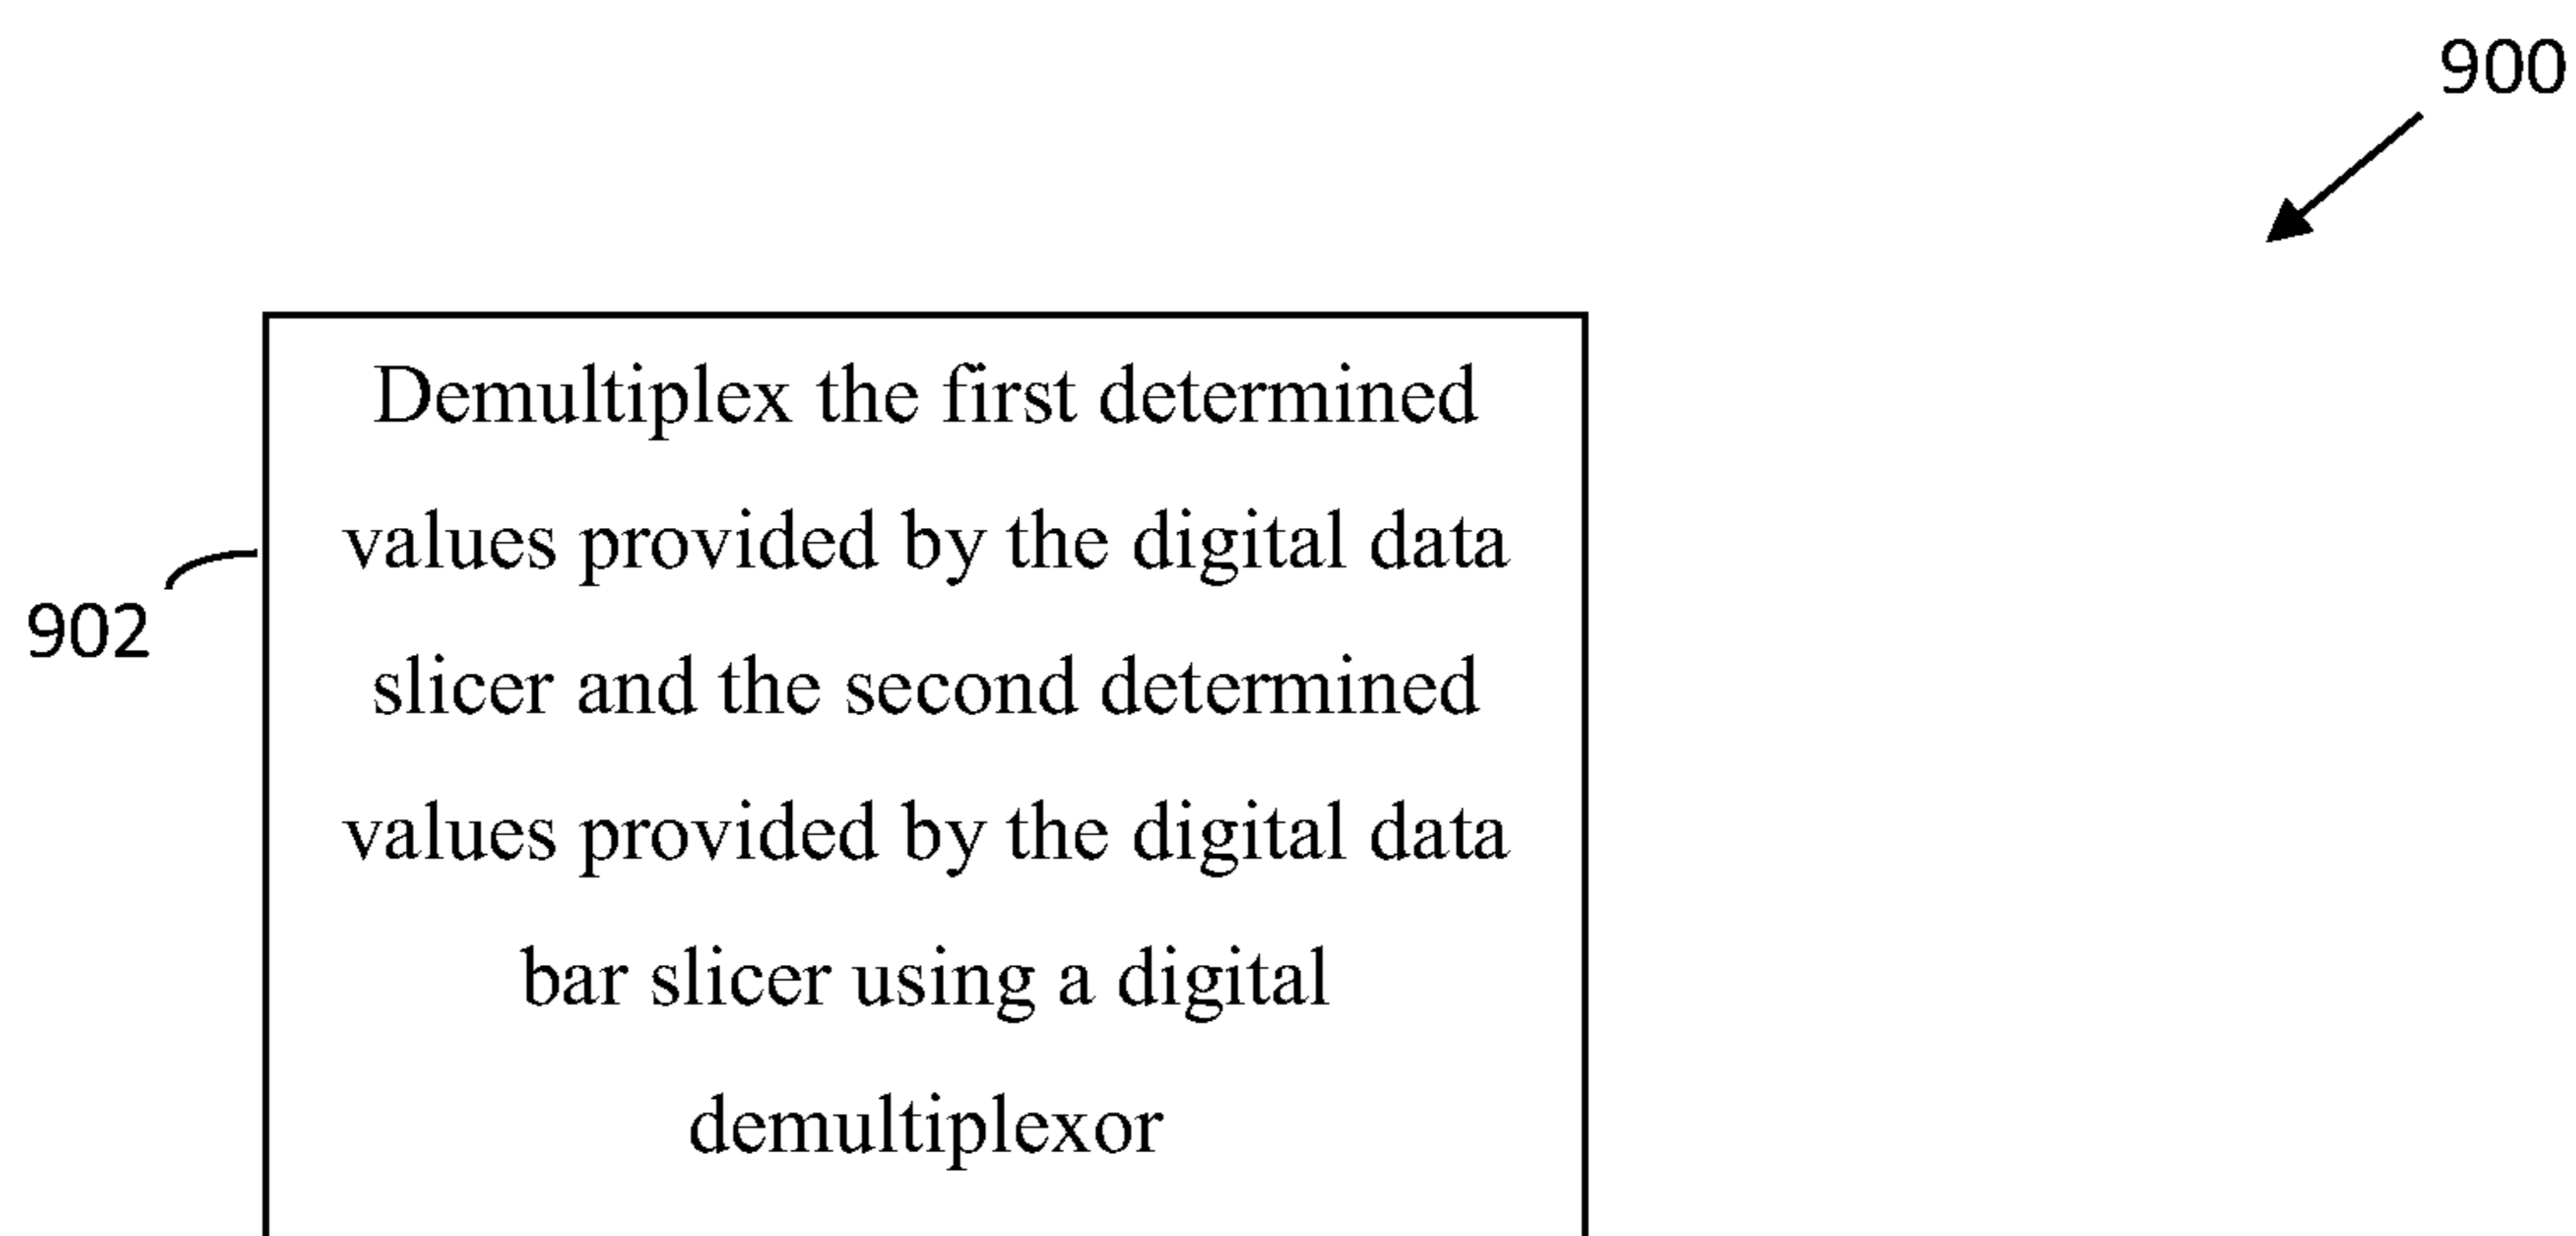 900
Demultiplex the first determined
values provided by the digital data
902
slicer and the second determined
values provided by the digital data
bar slicer using a digital
demultiplexor